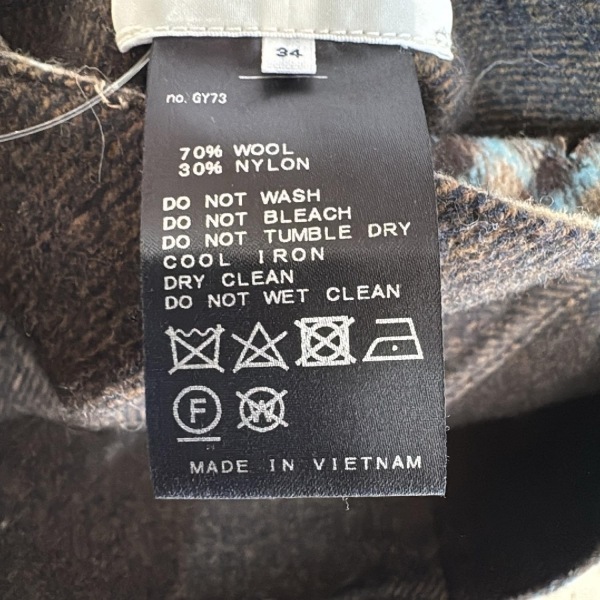 34
no. GY73
70% WOOL
30% NYLON
DO NOT WASH
DO NOT BLEACH
DO NOT TUMBLE DRY
COOL IRON
DRY CLEAN
DO NOT WET CLEAN
F W
MADE IN VIETNAM